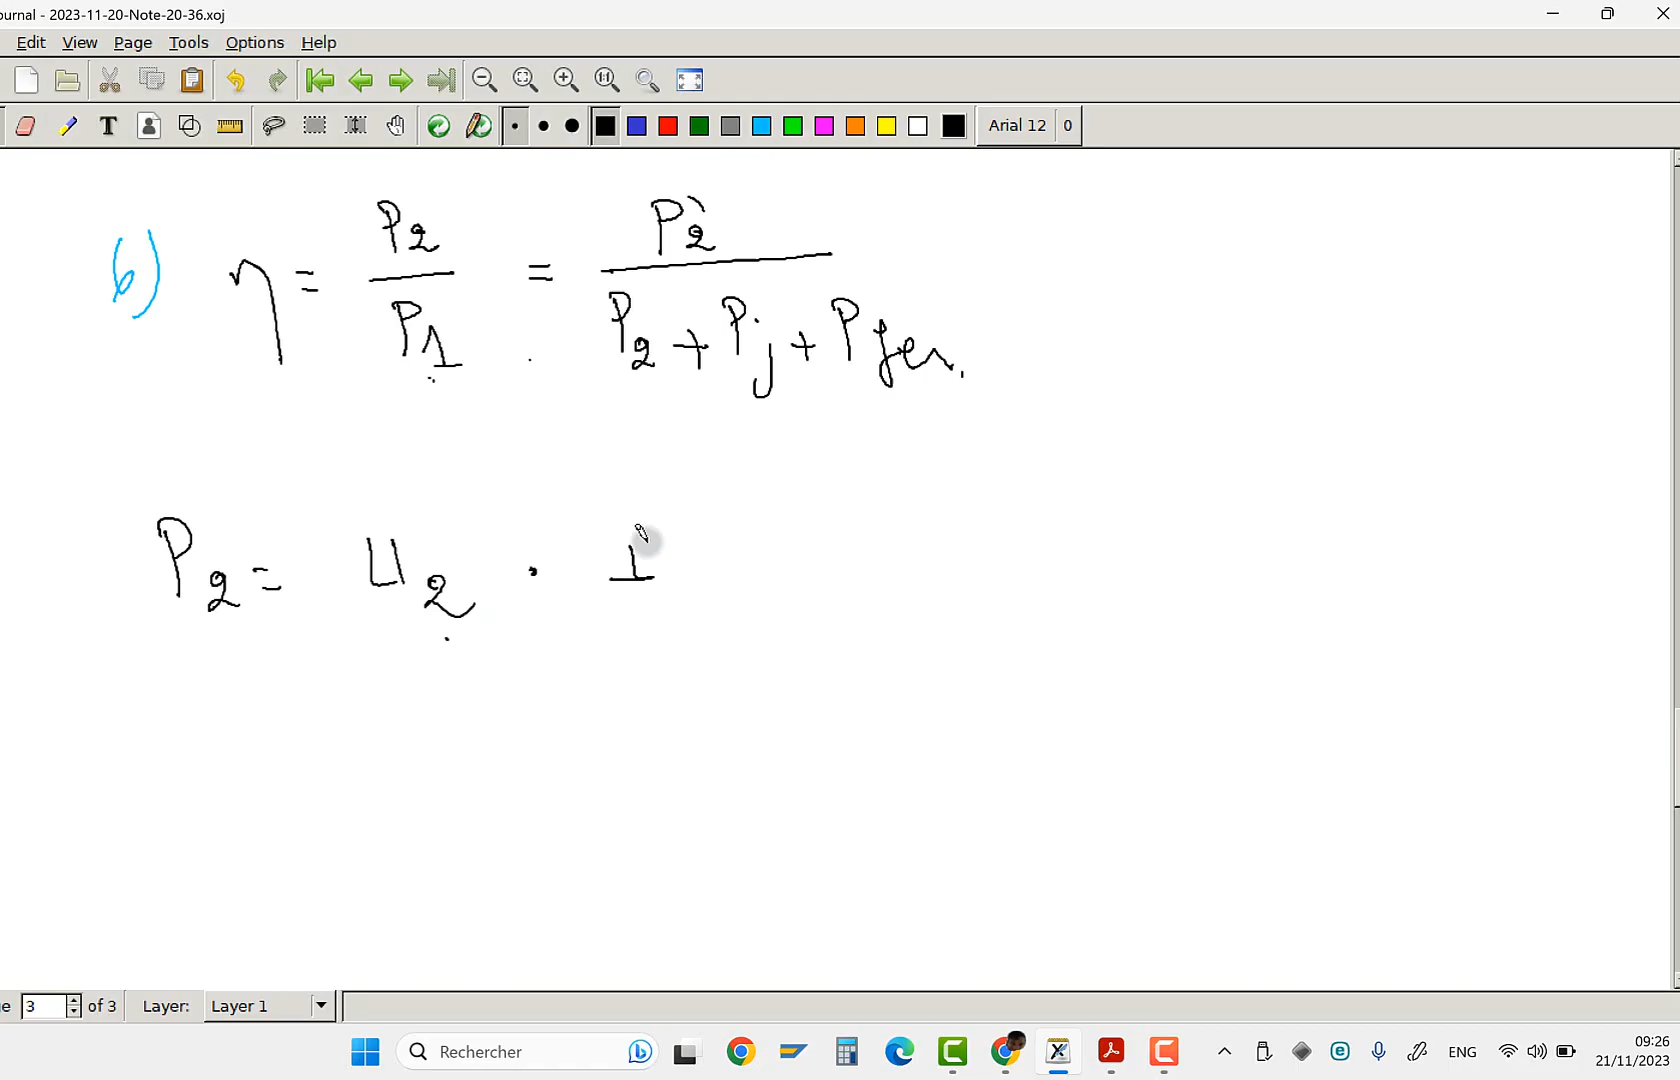 ournal - 2023-11-20-Note-20-36.xoj
Edit View Page Tools Options Help
T Arial 12 0
b) η = P2 / P1 = P2 / P2 + Pj + Pfer.
P2 = U2 . I
e 3 of 3 Layer: Layer 1
Rechercher
ENG
09:26
21/11/2023